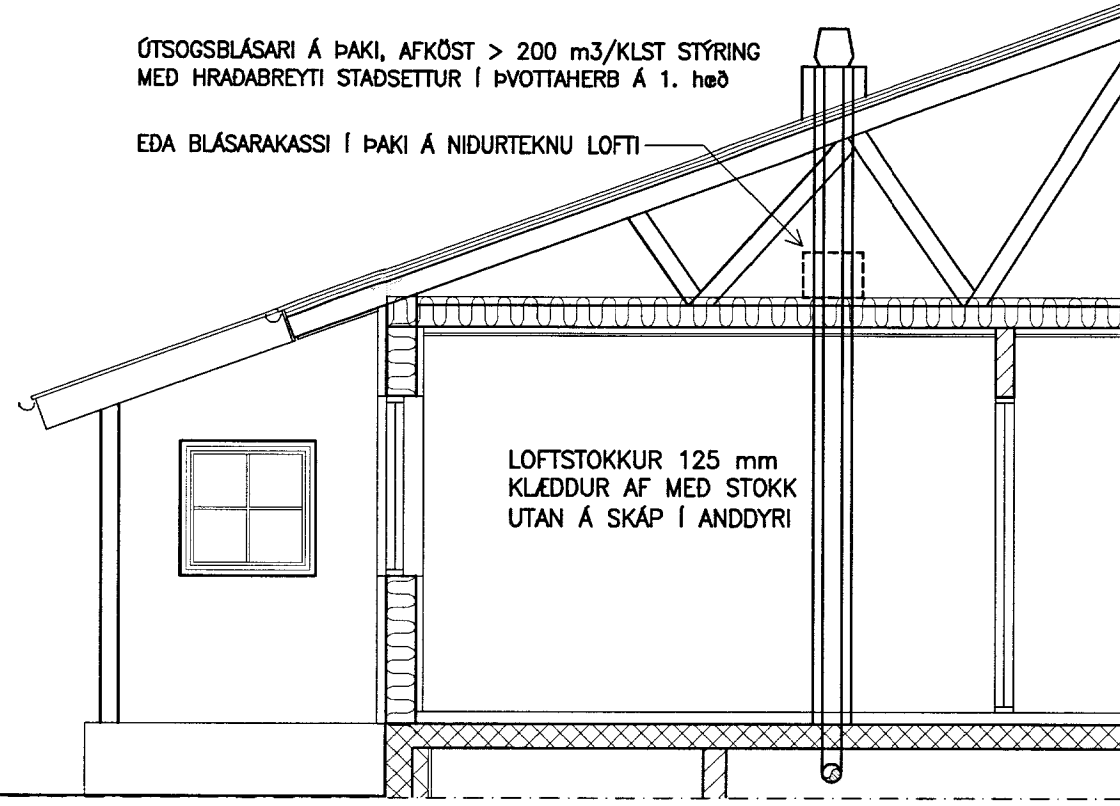 ÚTSOGSBLÁSARI Á ÞAKI, AFKÖST > 200 m3/KLST STÝRING
MEÐ HRAÐABREYTI STAÐSETTUR Í ÞVOTTAHERB Á 1. hæð
EÐA BLÁSARAKASSI Í ÞAKI Á NIÐURTEKNU LOFTI
LOFTSTOKKUR 125 mm
KLÆDDUR AF MEÐ STOKK
UTAN Á SKÁP Í ANDDYRI